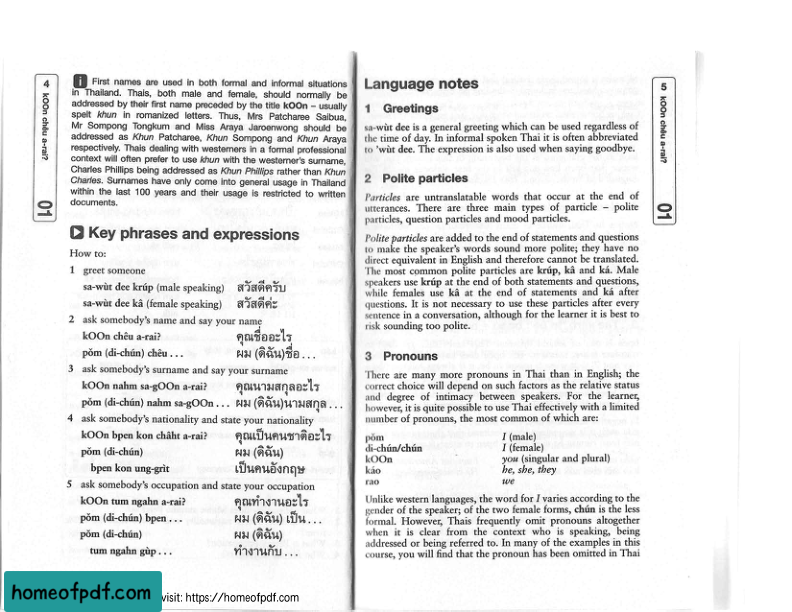 4
kOOn chêu a-rai?
01
i First names are used in both formal and informal situations
in Thailand. Thais, both male and female, should normally be
addressed by their first name preceded by the title kOOn – usually
spelt khun in romanized letters. Thus, Mrs Patcharee Saibua,
Mr Sompong Tongkum and Miss Araya Jaroenwong should be
addressed as Khun Patcharee, Khun Sompong and Khun Araya
respectively. Thais dealing with westerners in a formal professional
context will often prefer to use khun with the westerner's surname,
Charles Phillips being addressed as Khun Phillips rather than Khun
Charles. Surnames have only come into general usage in Thailand
within the last 100 years and their usage is restricted to written
documents.
Key phrases and expressions
How to:
1 greet someone
sa-wùt dee krúp (male speaking) สวัสดีครับ
sa-wùt dee kâ (female speaking) สวัสดีค่ะ
2 ask somebody's name and say your name
kOOn chêu a-rai? คุณชื่ออะไร
pǒm (di-chún) chêu . . . ผม (ดิฉัน)ชื่อ . . .
3 ask somebody's surname and say your surname
kOOn nahm sa-gOOn a-rai? คุณนามสกุลอะไร
pǒm (di-chún) nahm sa-gOOn . . . ผม (ดิฉัน)นามสกุล . . .
4 ask somebody's nationality and state your nationality
kOOn bpen kon châht a-rai? คุณเป็นคนชาติอะไร
pǒm (di-chún) ผม (ดิฉัน)
bpen kon ung-grìt เป็นคนอังกฤษ
5 ask somebody's occupation and state your occupation
kOOn tum ngahn a-rai? คุณทำงานอะไร
pǒm (di-chún) bpen . . . ผม (ดิฉัน) เป็น . . .
pǒm (di-chún) ผม (ดิฉัน)
tum ngahn gùp . . . ทำงานกับ . . .
Language notes
1 Greetings
sa-wùt dee is a general greeting which can be used regardless of
the time of day. In informal spoken Thai it is often abbreviated
to 'wùt dee. The expression is also used when saying goodbye.
2 Polite particles
Particles are untranslatable words that occur at the end of
utterances. There are three main types of particle – polite
particles, question particles and mood particles.
Polite particles are added to the end of statements and questions
to make the speaker's words sound more polite; they have no
direct equivalent in English and therefore cannot be translated.
The most common polite particles are krúp, kâ and ká. Male
speakers use krúp at the end of both statements and questions,
while females use kâ at the end of statements and ká after
questions. It is not necessary to use these particles after every
sentence in a conversation, although for the learner it is best to
risk sounding too polite.
3 Pronouns
There are many more pronouns in Thai than in English; the
correct choice will depend on such factors as the relative status
and degree of intimacy between speakers. For the learner,
however, it is quite possible to use Thai effectively with a limited
number of pronouns, the most common of which are:
pǒm I (male)
di-chún/chún I (female)
kOOn you (singular and plural)
káo he, she, they
rao we
Unlike western languages, the word for I varies according to the
gender of the speaker; of the two female forms, chún is the less
formal. However, Thais frequently omit pronouns altogether
when it is clear from the context who is speaking, being
addressed or being referred to. In many of the examples in this
course, you will find that the pronoun has been omitted in Thai
5
kOOn chêu a-rai?
01
homeofpdf.com
visit: https://homeofpdf.com